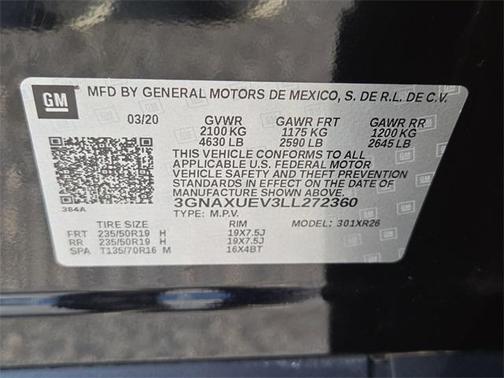 GM
MFD BY GENERAL MOTORS DE MEXICO, S. DE R.L. DE C.V.
03/20 GVWR GAWR FRT GAWR RR
2100 KG 1175 KG 1200 KG
4630 LB 2590 LB 2645 LB
THIS VEHICLE CONFORMS TO ALL
APPLICABLE U.S. FEDERAL MOTOR
VEHICLE SAFETY AND THEFT
PREVENTION STANDARDS IN EFFECT
ON THE DATE OF MANUFACTURE
SHOWN ABOVE.
3GNAXUEV3LL272360
384A
TYPE: M.P.V. MODEL: 301XR26
TIRE SIZE RIM
FRT 235/50R19 H 19X7.5J
RR 235/50R19 H 19X7.5J
SPA T135/70R16 M 16X4BT